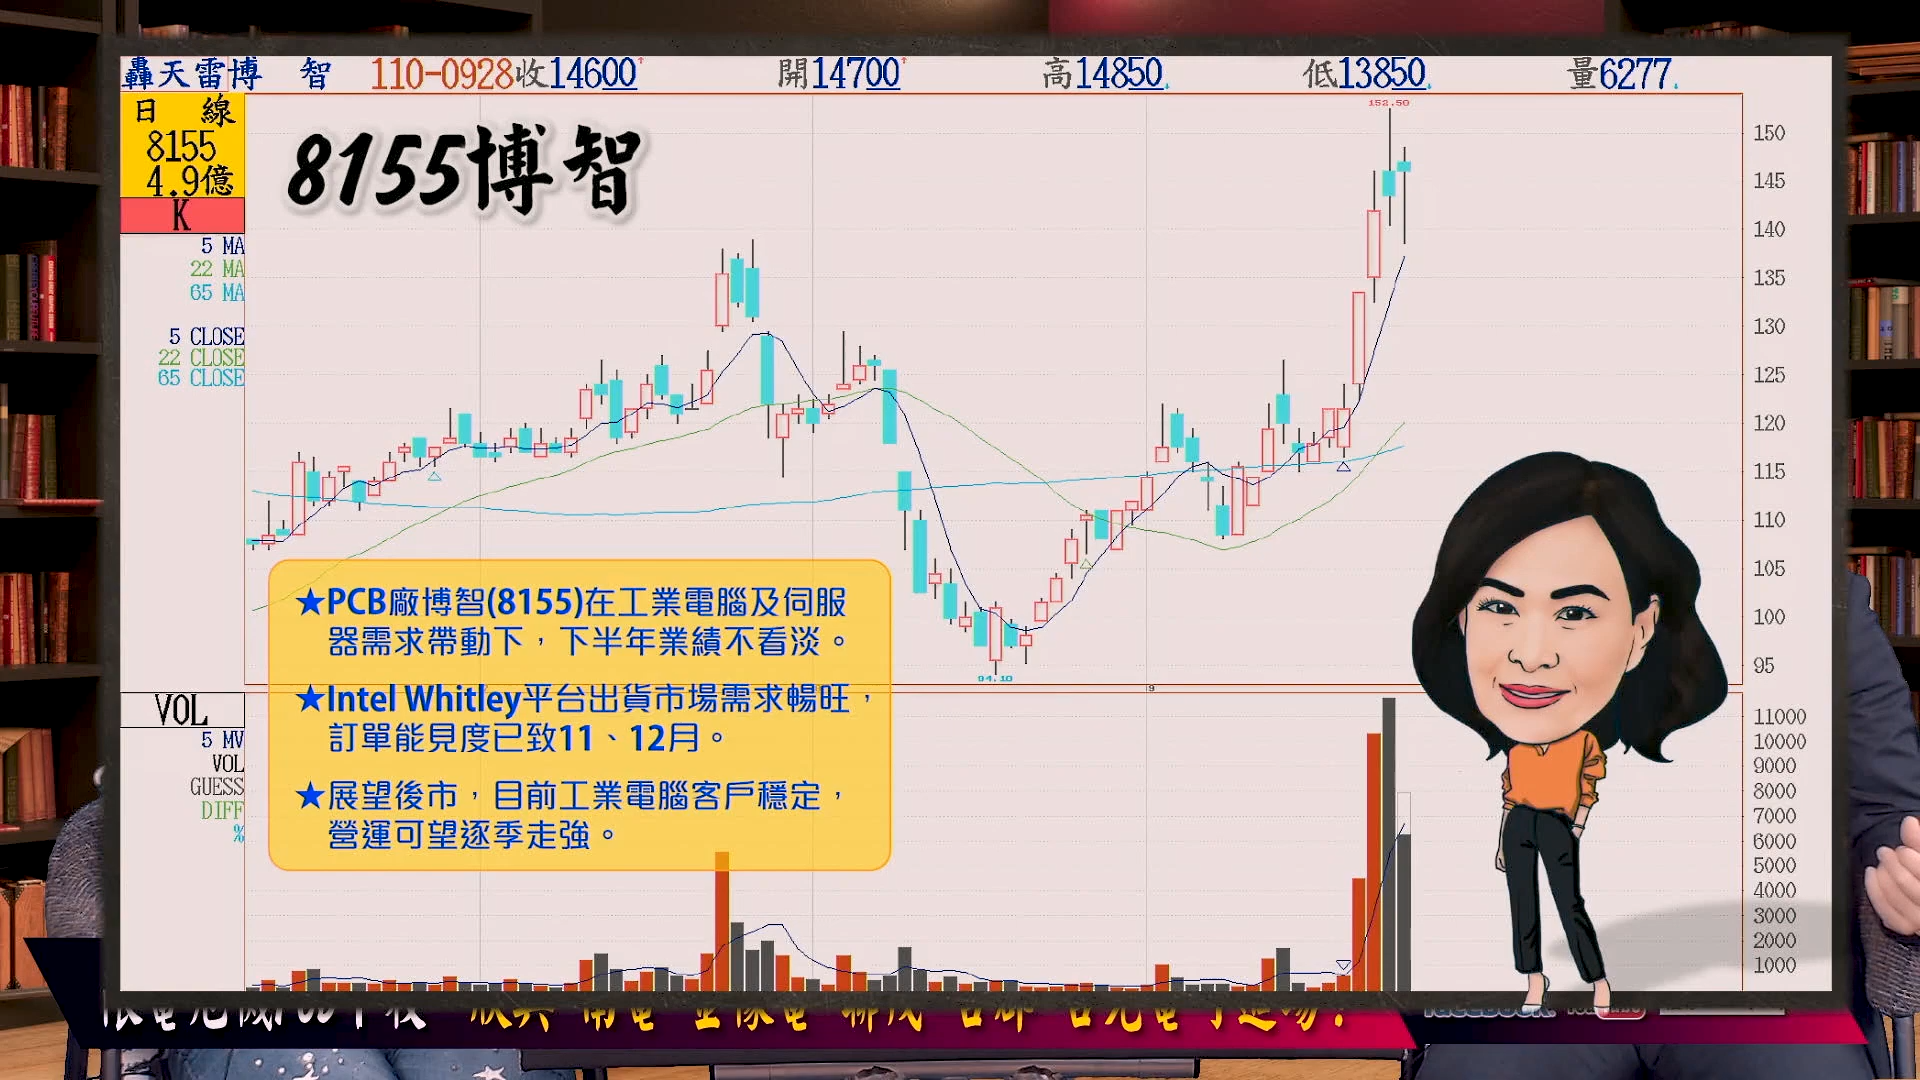 轟天雷博 智 110-0928收14600 開14700 高14850 低13850 量6277
日 線
8155
4.9億
K
5 MA
22 MA
65 MA
5 CLOSE
22 CLOSE
65 CLOSE
8155博智
152.50
150
145
140
135
130
125
120
115
110
105
100
95
94.10
9
★PCB廠博智(8155)在工業電腦及伺服
器需求帶動下，下半年業績不看淡。
★Intel Whitley平台出貨市場需求暢旺，
訂單能見度已致11、12月。
★展望後市，目前工業電腦客戶穩定，
營運可望逐季走強。
VOL
5 MV
VOL
GUESS
DIFF
%
11000
10000
9000
8000
7000
6000
5000
4000
3000
2000
1000